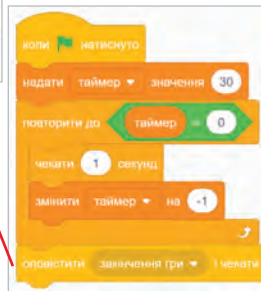 коли натиснуто
надати таймер значення 30
повторити до таймер = 0
чекати 1 секунд
змінити таймер на -1
оповістити закінчення гри і чекати